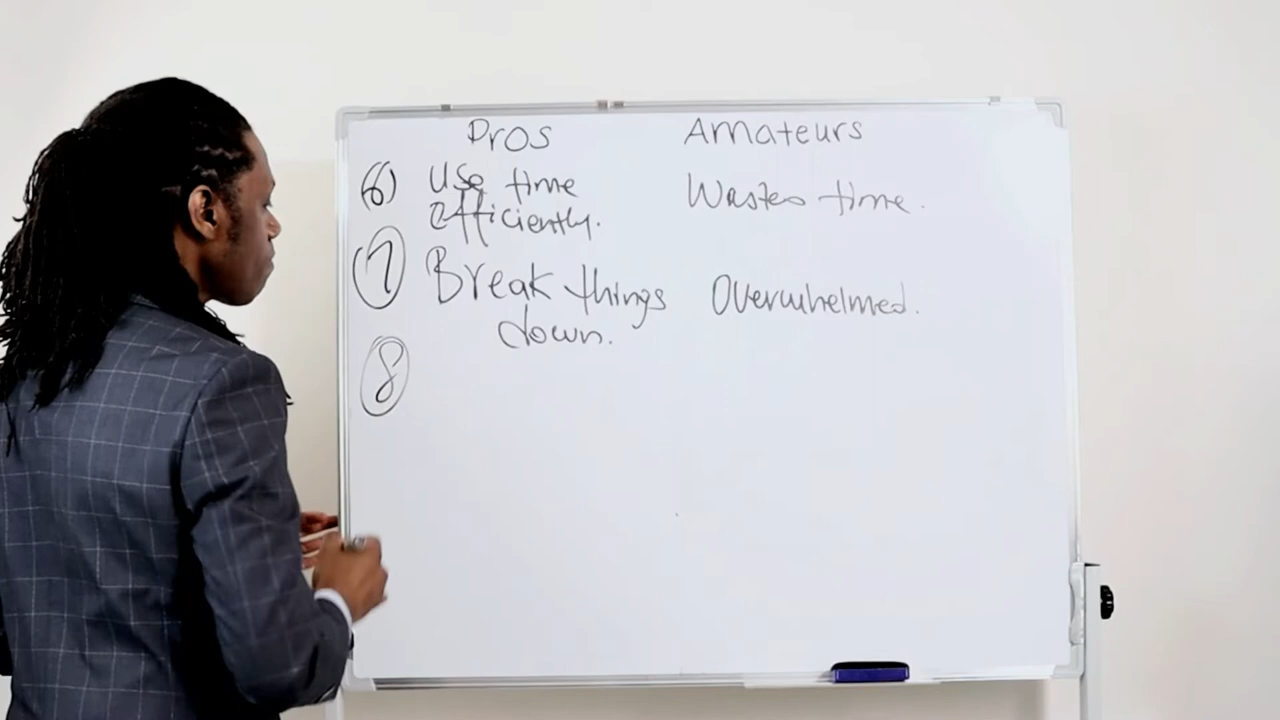 Pros Amateurs
(6) Use time Wastes time.
efficiently.
(7) Break things Overwhelmed.
down.
(8)